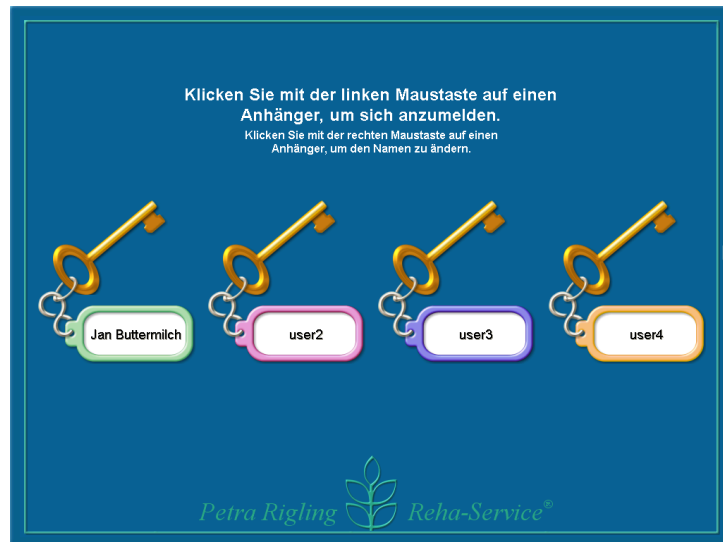 Klicken Sie mit der linken Maustaste auf einen
Anhänger, um sich anzumelden.
Klicken Sie mit der rechten Maustaste auf einen
Anhänger, um den Namen zu ändern.
Jan Buttermilch
user2
user3
user4
Petra Rigling Reha-Service®